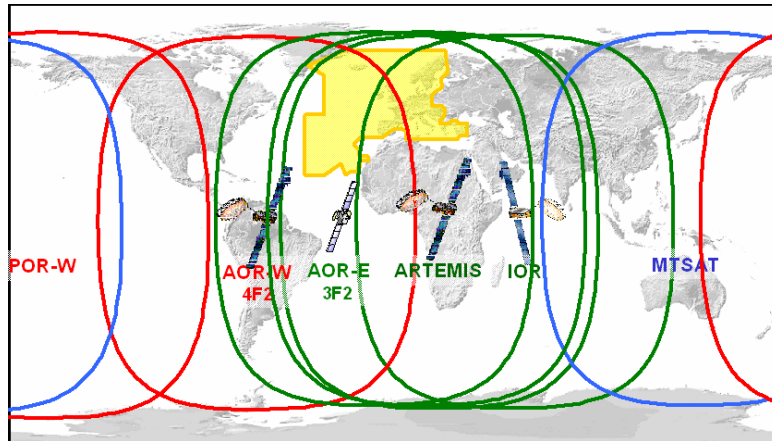 POR-W
AOR-W
4F2
AOR-E
3F2
ARTEMIS
IOR
MTSAT